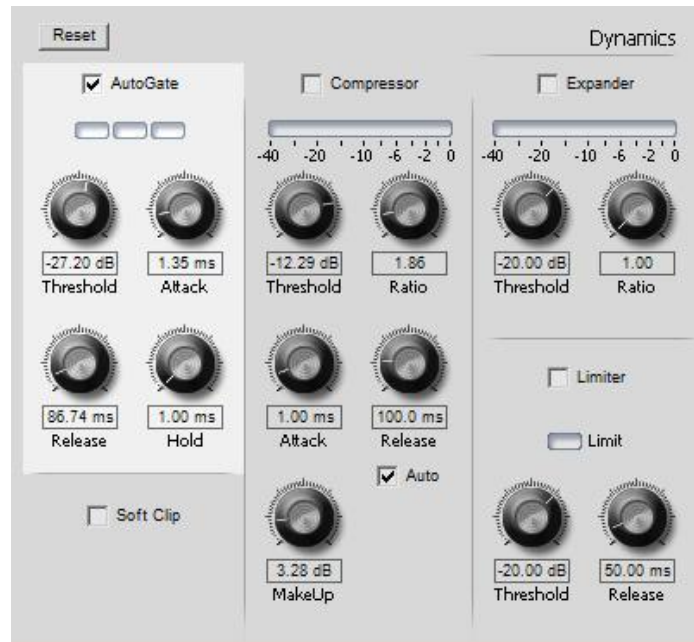 Reset
Dynamics
AutoGate
Compressor
Expander
-40 -20 -10 -6 -2 0
-40 -20 -10 -6 -2 0
-27.20 dB 1.35 ms -12.29 dB 1.86 -20.00 dB 1.00
Threshold Attack Threshold Ratio Threshold Ratio
Limiter
86.74 ms 1.00 ms 1.00 ms 100.0 ms
Release Hold Attack Release
Limit
Auto
Soft Clip
3.28 dB -20.00 dB 50.00 ms
MakeUp Threshold Release